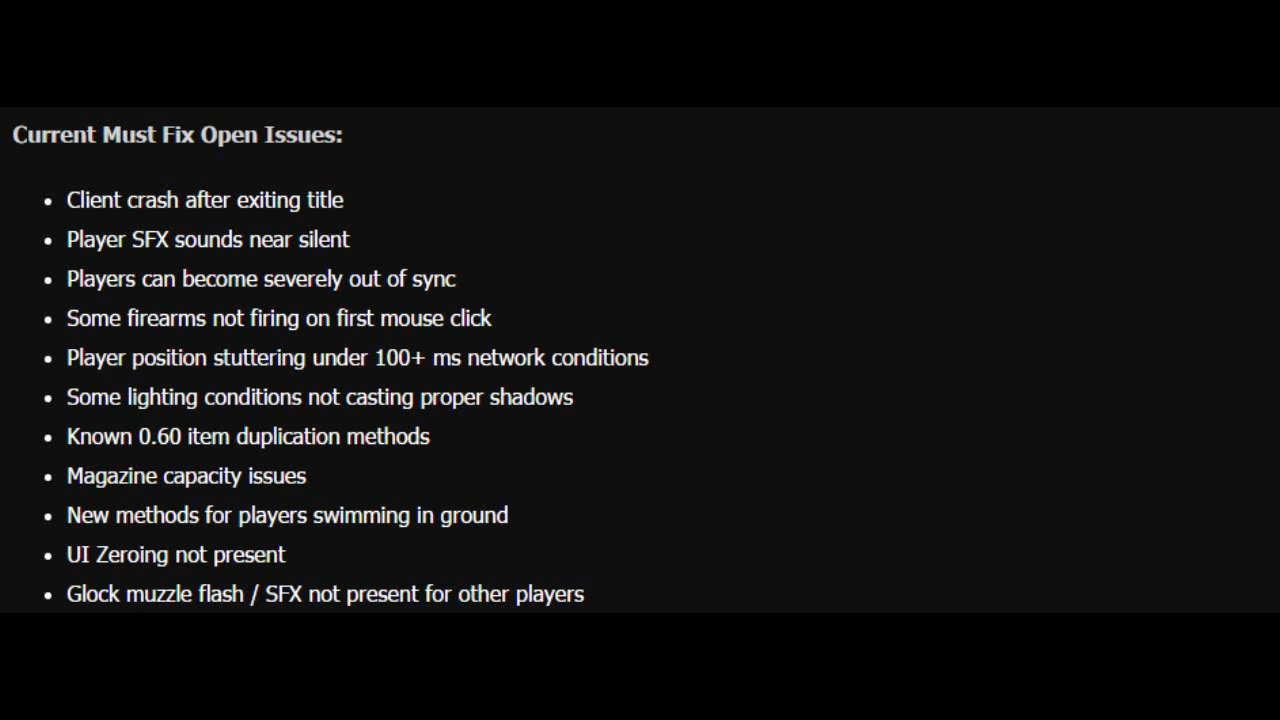 Current Must Fix Open Issues:
• Client crash after exiting title
• Player SFX sounds near silent
• Players can become severely out of sync
• Some firearms not firing on first mouse click
• Player position stuttering under 100+ ms network conditions
• Some lighting conditions not casting proper shadows
• Known 0.60 item duplication methods
• Magazine capacity issues
• New methods for players swimming in ground
• UI Zeroing not present
• Glock muzzle flash / SFX not present for other players